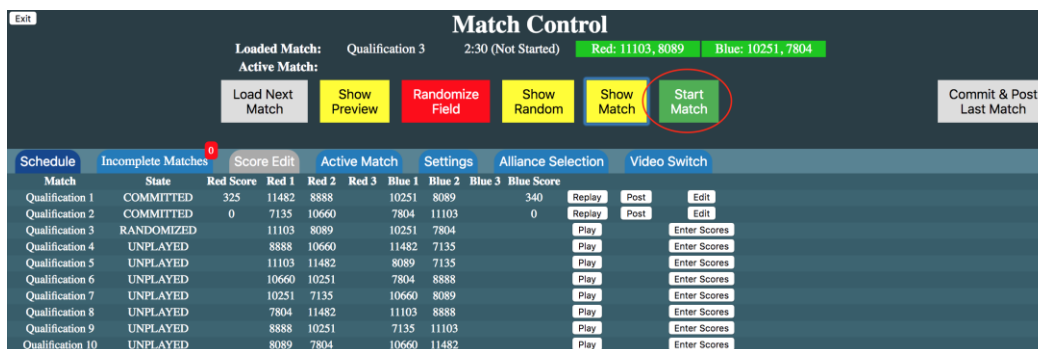 Exit
Match Control
Loaded Match: Qualification 3 2:30 (Not Started) Red: 11103, 8089 Blue: 10251, 7804
Active Match:
Load Next Match
Show Preview
Randomize Field
Show Random
Show Match
Start Match
Commit & Post Last Match
Schedule Incomplete Matches 0 Score Edit Active Match Settings Alliance Selection Video Switch
Match State Red Score Red 1 Red 2 Red 3 Blue 1 Blue 2 Blue 3 Blue Score
Qualification 1 COMMITTED 325 11482 8888 10251 8089 340 Replay Post Edit
Qualification 2 COMMITTED 0 7135 10660 7804 11103 0 Replay Post Edit
Qualification 3 RANDOMIZED 11103 8089 10251 7804 Play Enter Scores
Qualification 4 UNPLAYED 8888 10660 11482 7135 Play Enter Scores
Qualification 5 UNPLAYED 11103 11482 8089 7135 Play Enter Scores
Qualification 6 UNPLAYED 10660 10251 7804 8888 Play Enter Scores
Qualification 7 UNPLAYED 10251 7135 10660 8089 Play Enter Scores
Qualification 8 UNPLAYED 7804 11482 11103 8888 Play Enter Scores
Qualification 9 UNPLAYED 8888 10251 7135 11103 Play Enter Scores
Qualification 10 UNPLAYED 8089 7804 10660 11482 Play Enter Scores